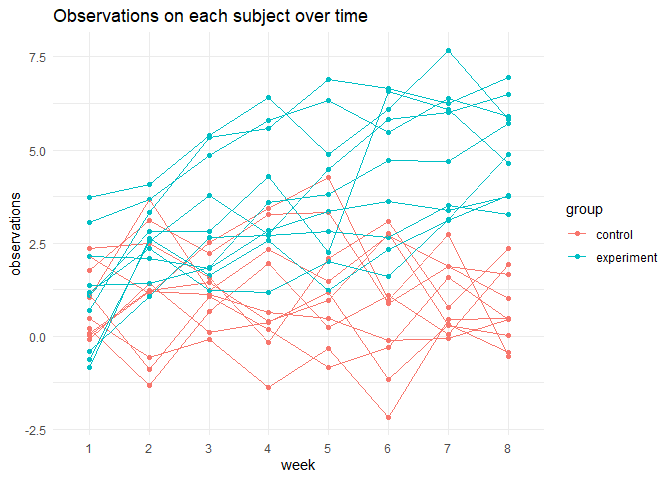 Observations on each subject over time
observations
7.5
5.0
2.5
0.0
-2.5
1 2 3 4 5 6 7 8
week
group
control
experiment